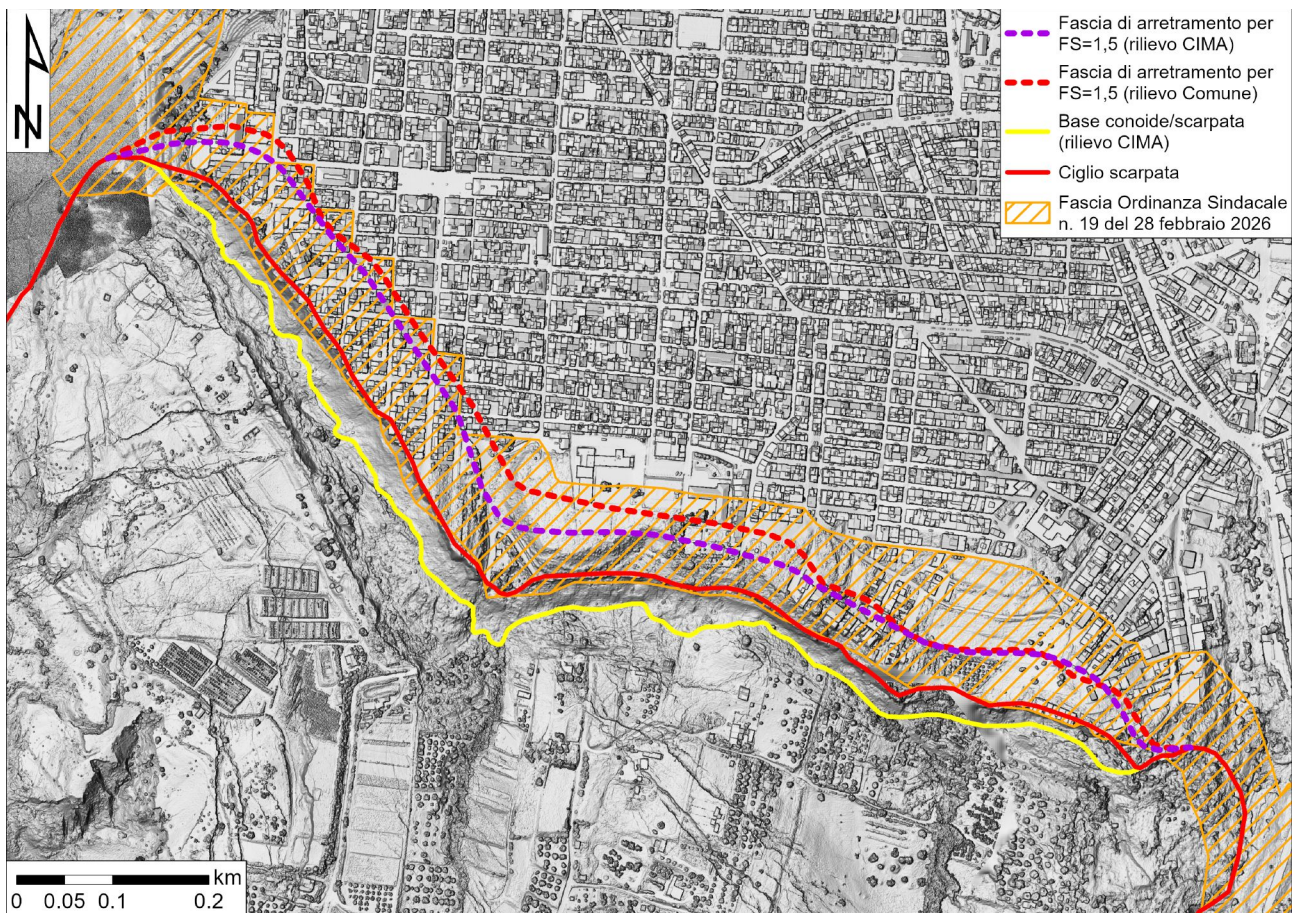 Fascia di arretramento per
FS=1,5 (rilievo CIMA)
Fascia di arretramento per
FS=1,5 (rilievo Comune)
Base conoide/scarpata
(rilievo CIMA)
Ciglio scarpata
Fascia Ordinanza Sindacale
n. 19 del 28 febbraio 2026
N
km
0 0.05 0.1 0.2